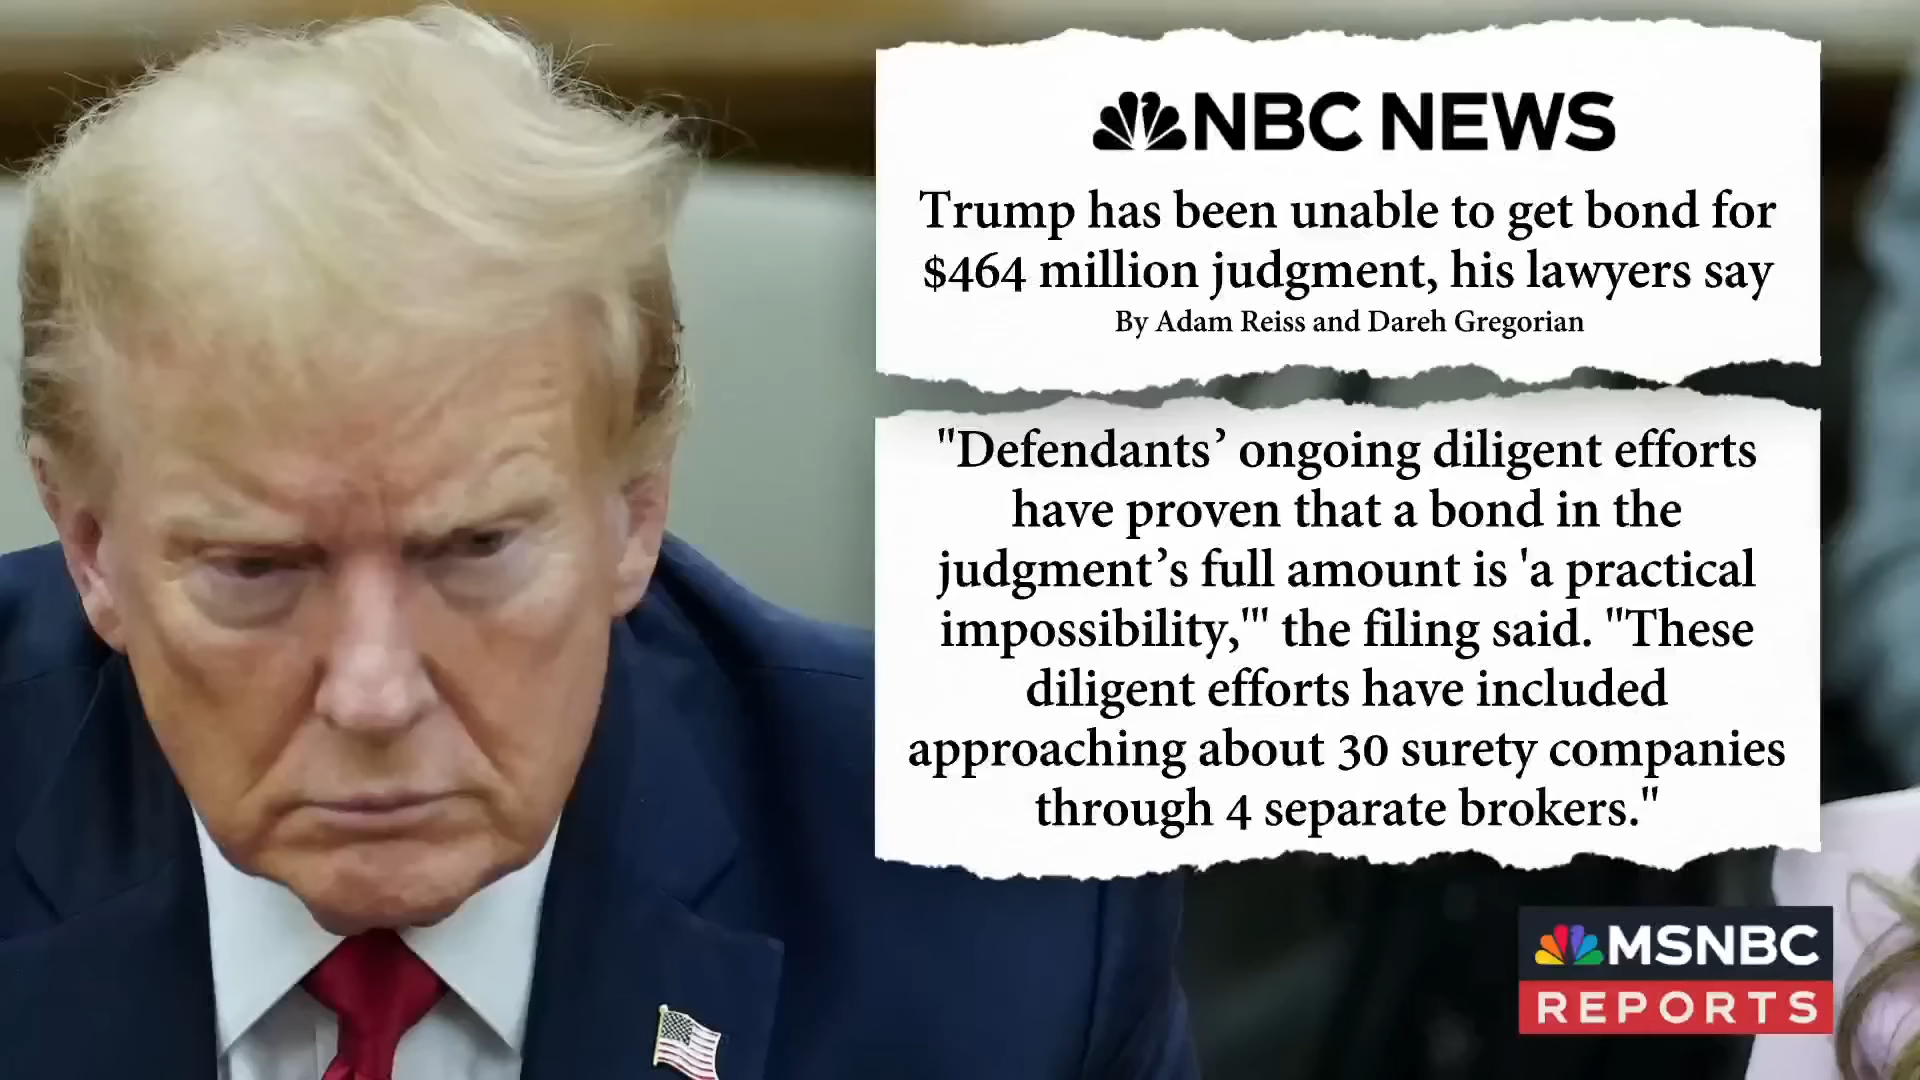 NBC NEWS
Trump has been unable to get bond for
$464 million judgment, his lawyers say
By Adam Reiss and Dareh Gregorian
"Defendants’ ongoing diligent efforts
have proven that a bond in the
judgment’s full amount is 'a practical
impossibility,'" the filing said. "These
diligent efforts have included
approaching about 30 surety companies
through 4 separate brokers."
MSNBC
REPORTS